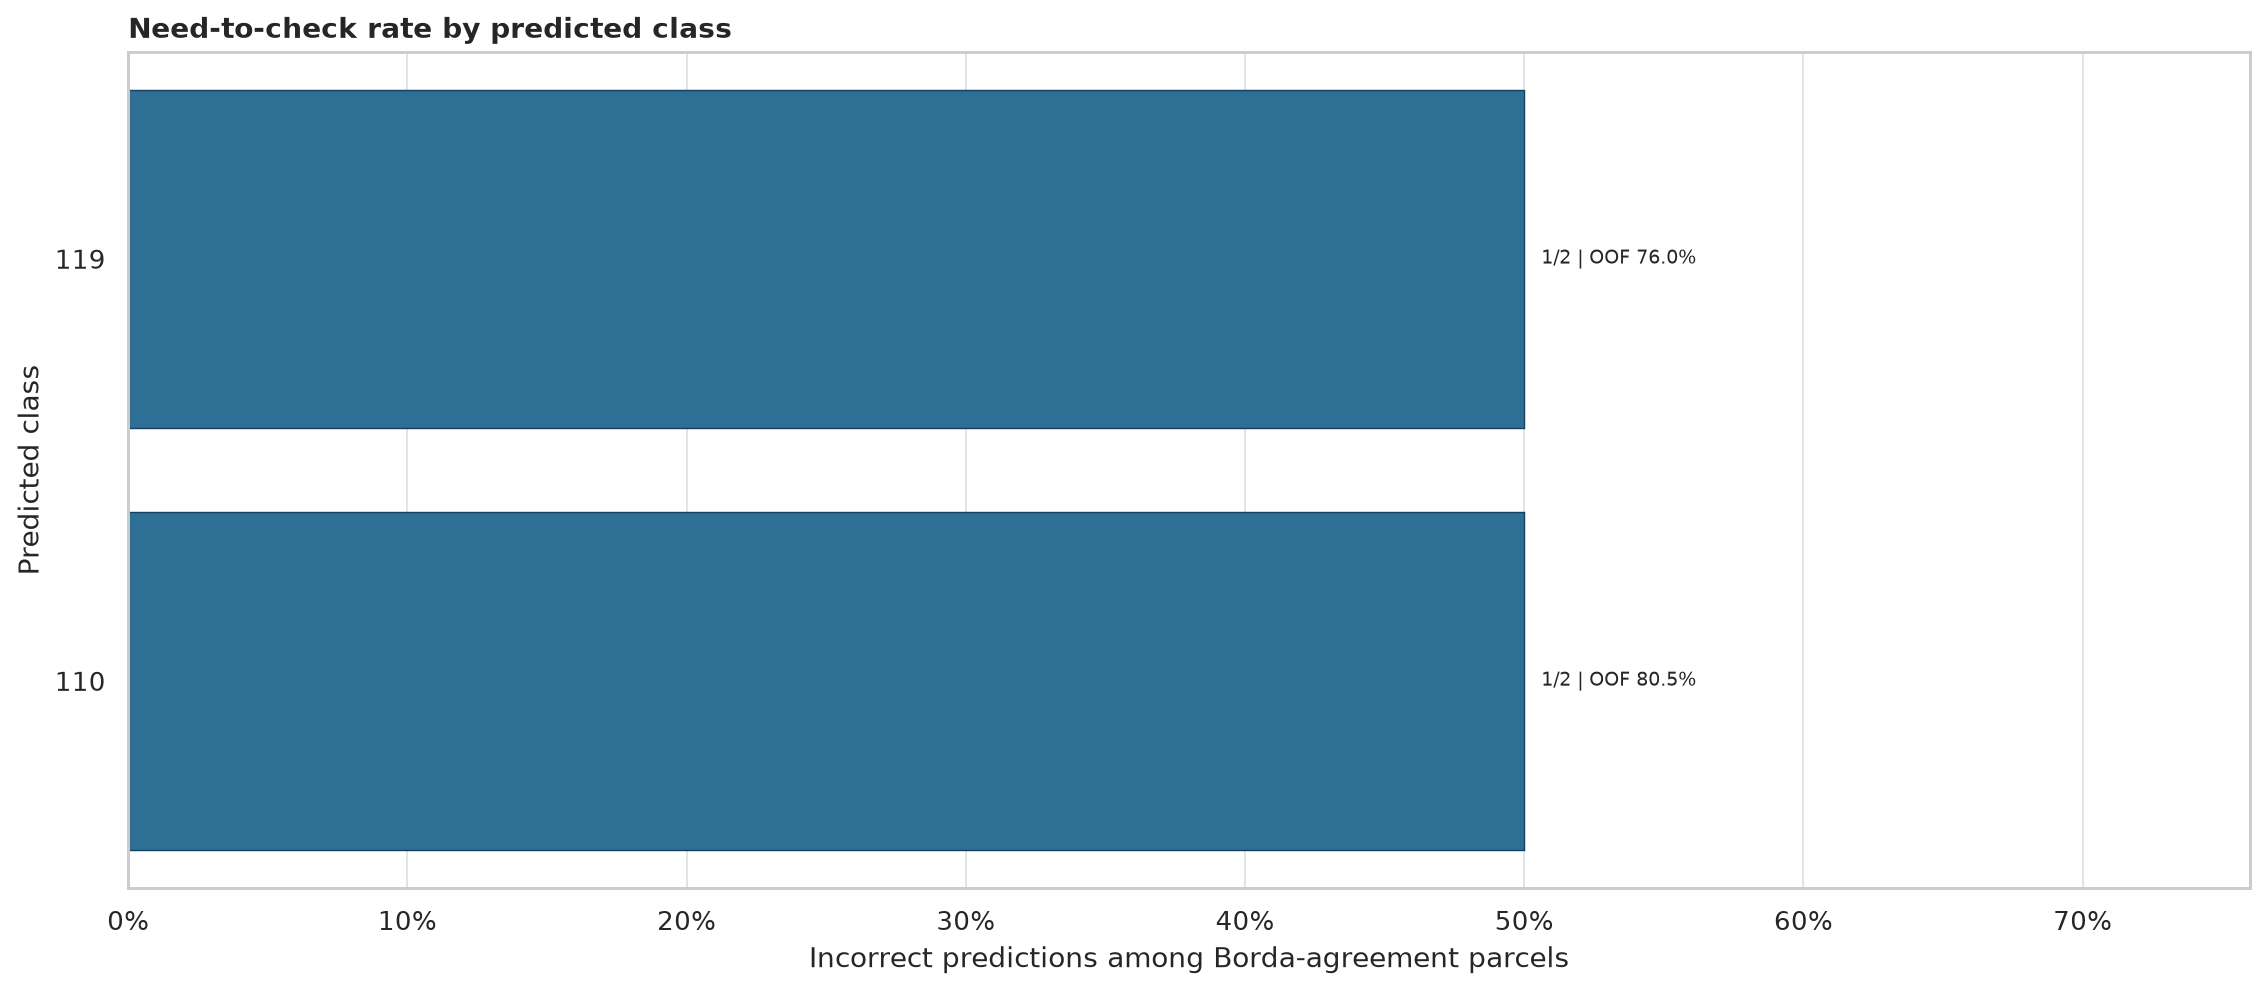 Need-to-check rate by predicted class
Predicted class
119
1/2 | OOF 76.0%
110
1/2 | OOF 80.5%
0% 10% 20% 30% 40% 50% 60% 70%
Incorrect predictions among Borda-agreement parcels